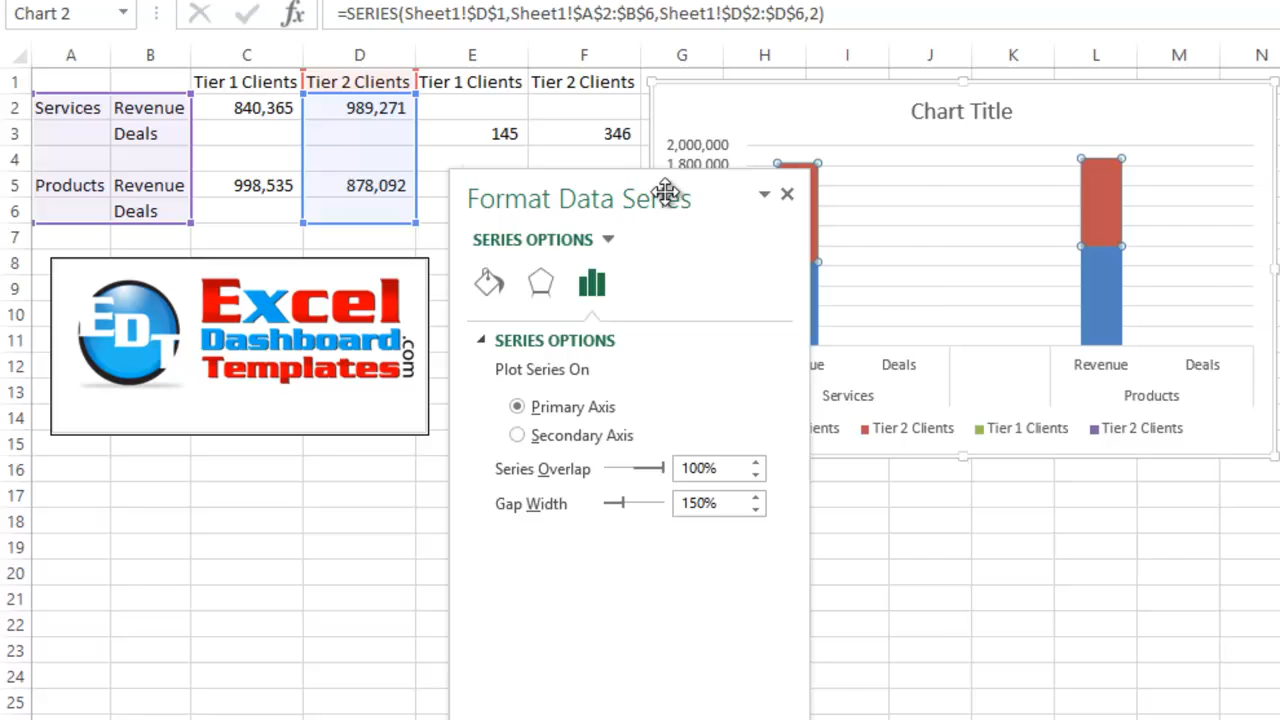 Chart 2
=SERIES(Sheet1!$D$1,Sheet1!$A$2:$B$6,Sheet1!$D$2:$D$6,2)
A B C D E F G H I J K L M N
1 Tier 1 Clients Tier 2 Clients Tier 1 Clients Tier 2 Clients
2 Services Revenue 840,365 989,271
3 Deals 145 346
4
5 Products Revenue 998,535 878,092
6 Deals
7
8
9
10
11
12
13
14
15
16
17
18
19
20
21
22
23
24
25
EDT
Excel
Dashboard
Templates
.com
Chart Title
2,000,000
1,800,000
Deals Revenue Deals
Services Products
Tier 2 Clients Tier 1 Clients Tier 2 Clients
Format Data Series
SERIES OPTIONS
SERIES OPTIONS
Plot Series On
Primary Axis
Secondary Axis
Series Overlap 100%
Gap Width 150%